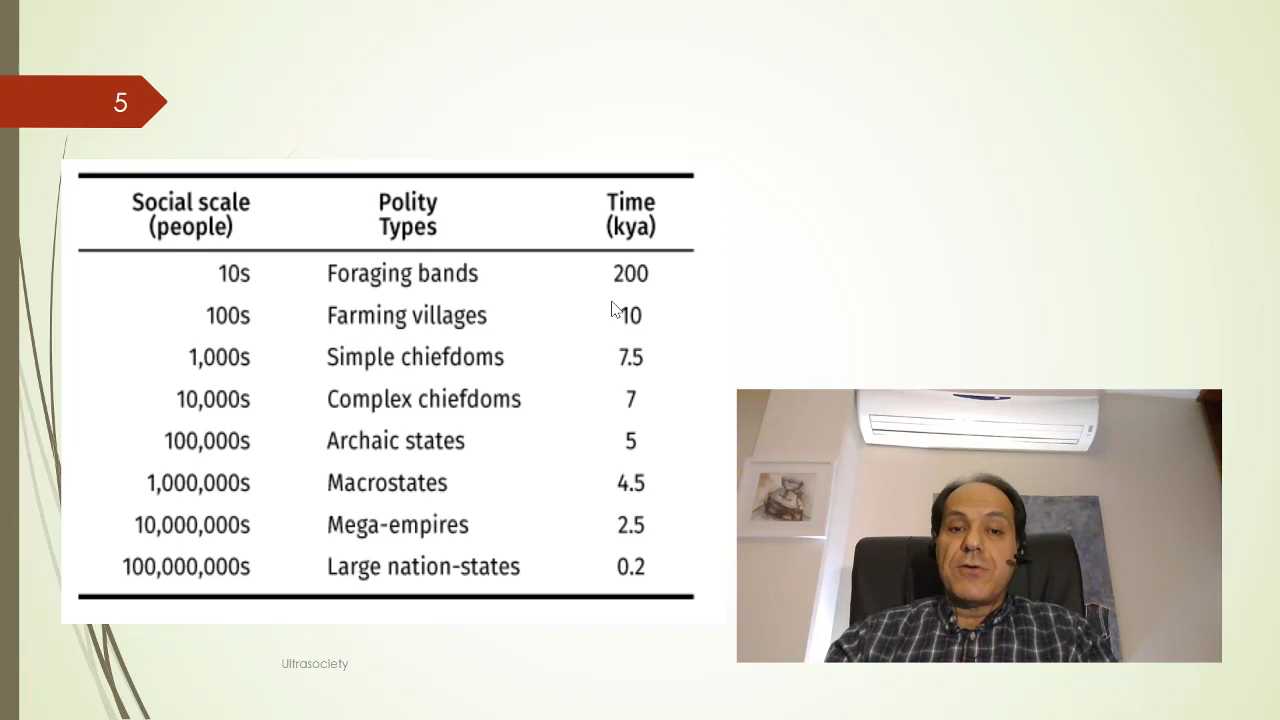 5
Social scale Polity Time
(people) Types (kya)
10s Foraging bands 200
100s Farming villages 10
1,000s Simple chiefdoms 7.5
10,000s Complex chiefdoms 7
100,000s Archaic states 5
1,000,000s Macrostates 4.5
10,000,000s Mega-empires 2.5
100,000,000s Large nation-states 0.2
Ultrasociety